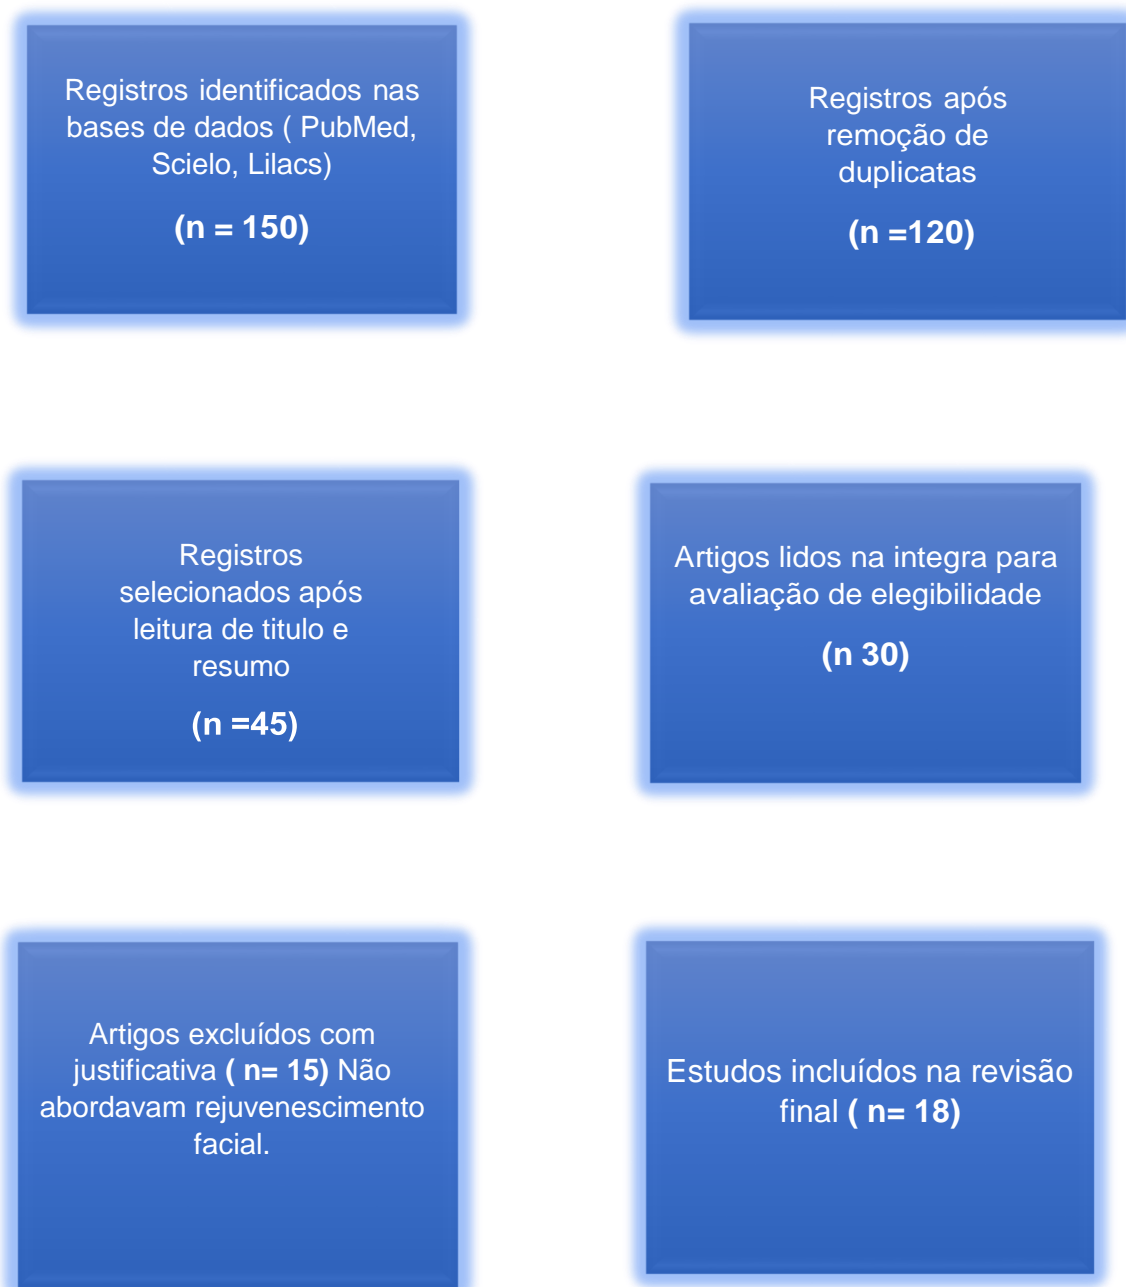 Registros identificados nas
bases de dados ( PubMed,
Scielo, Lilacs)
(n = 150)
Registros após
remoção de
duplicatas
(n =120)
Registros
selecionados após
leitura de titulo e
resumo
(n =45)
Artigos lidos na integra para
avaliação de elegibilidade
(n 30)
Artigos excluídos com
justificativa ( n= 15) Não
abordavam rejuvenescimento
facial.
Estudos incluídos na revisão
final ( n= 18)